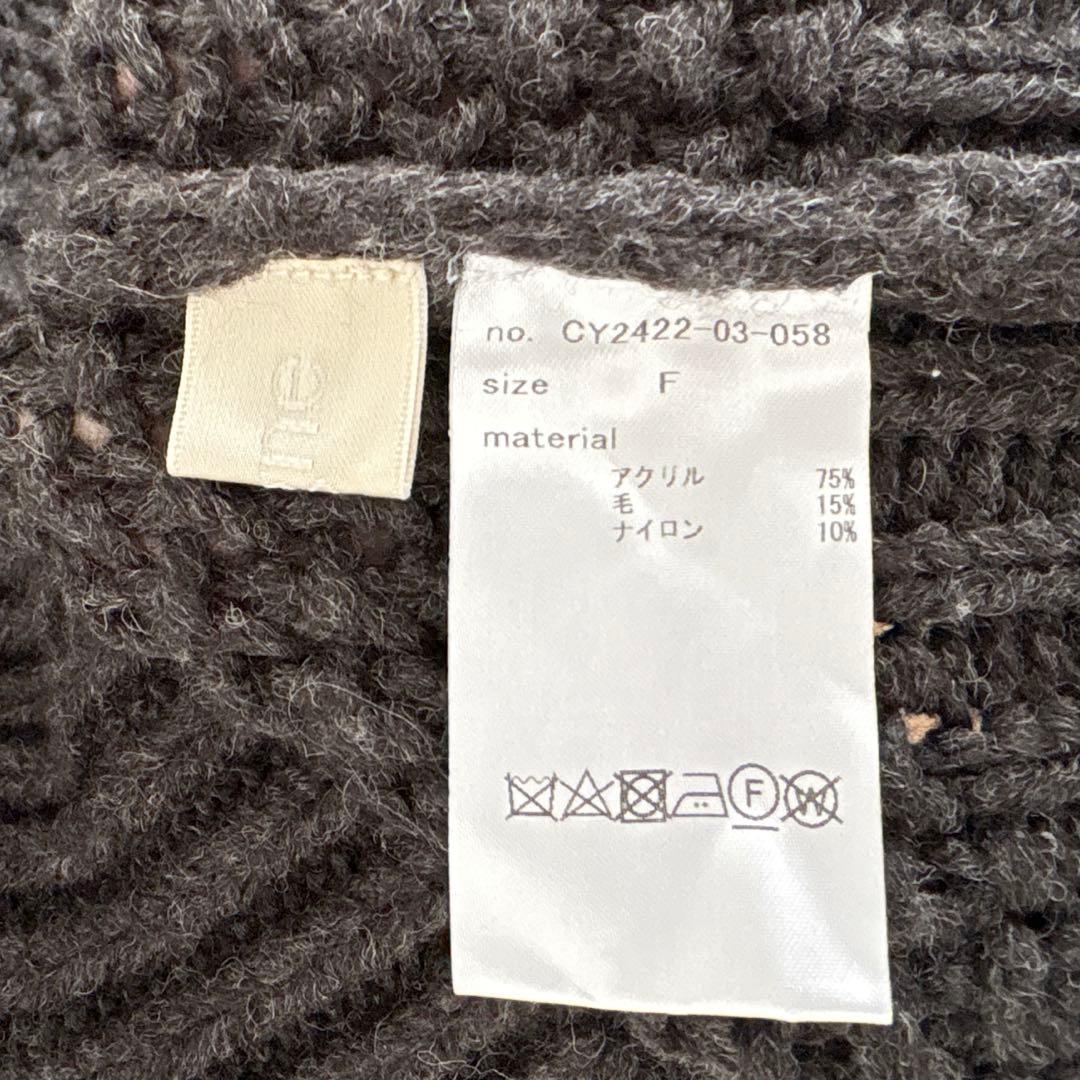 no. CY2422-03-058
size F
material
アクリル 75%
毛 15%
ナイロン 10%
F
W